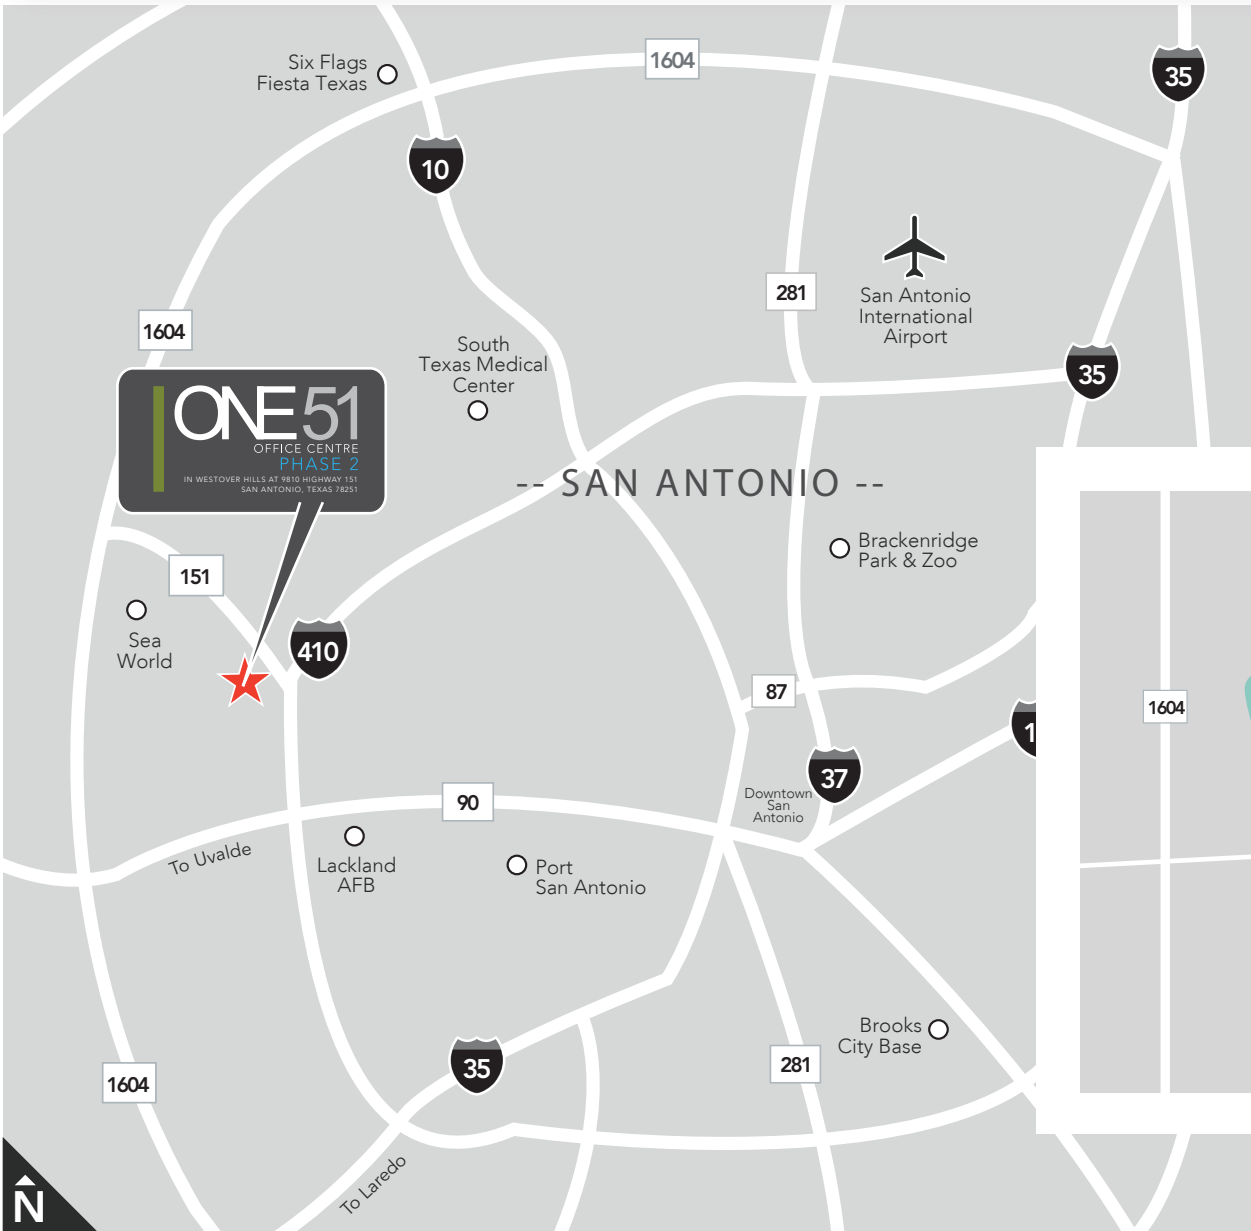 Six Flags
Fiesta Texas
1604
35
10
281
San Antonio
International
Airport
1604
South
Texas Medical
Center
35
ONE51
OFFICE CENTRE
PHASE 2
IN WESTOVER HILLS AT 9810 HIGHWAY 151
SAN ANTONIO, TEXAS 78251
-- SAN ANTONIO --
Brackenridge
Park & Zoo
151
Sea
World
410
87
1604
1
37
Downtown
San
Antonio
90
To Uvalde
Lackland
AFB
Port
San Antonio
Brooks
City Base
35
281
1604
To Laredo
N